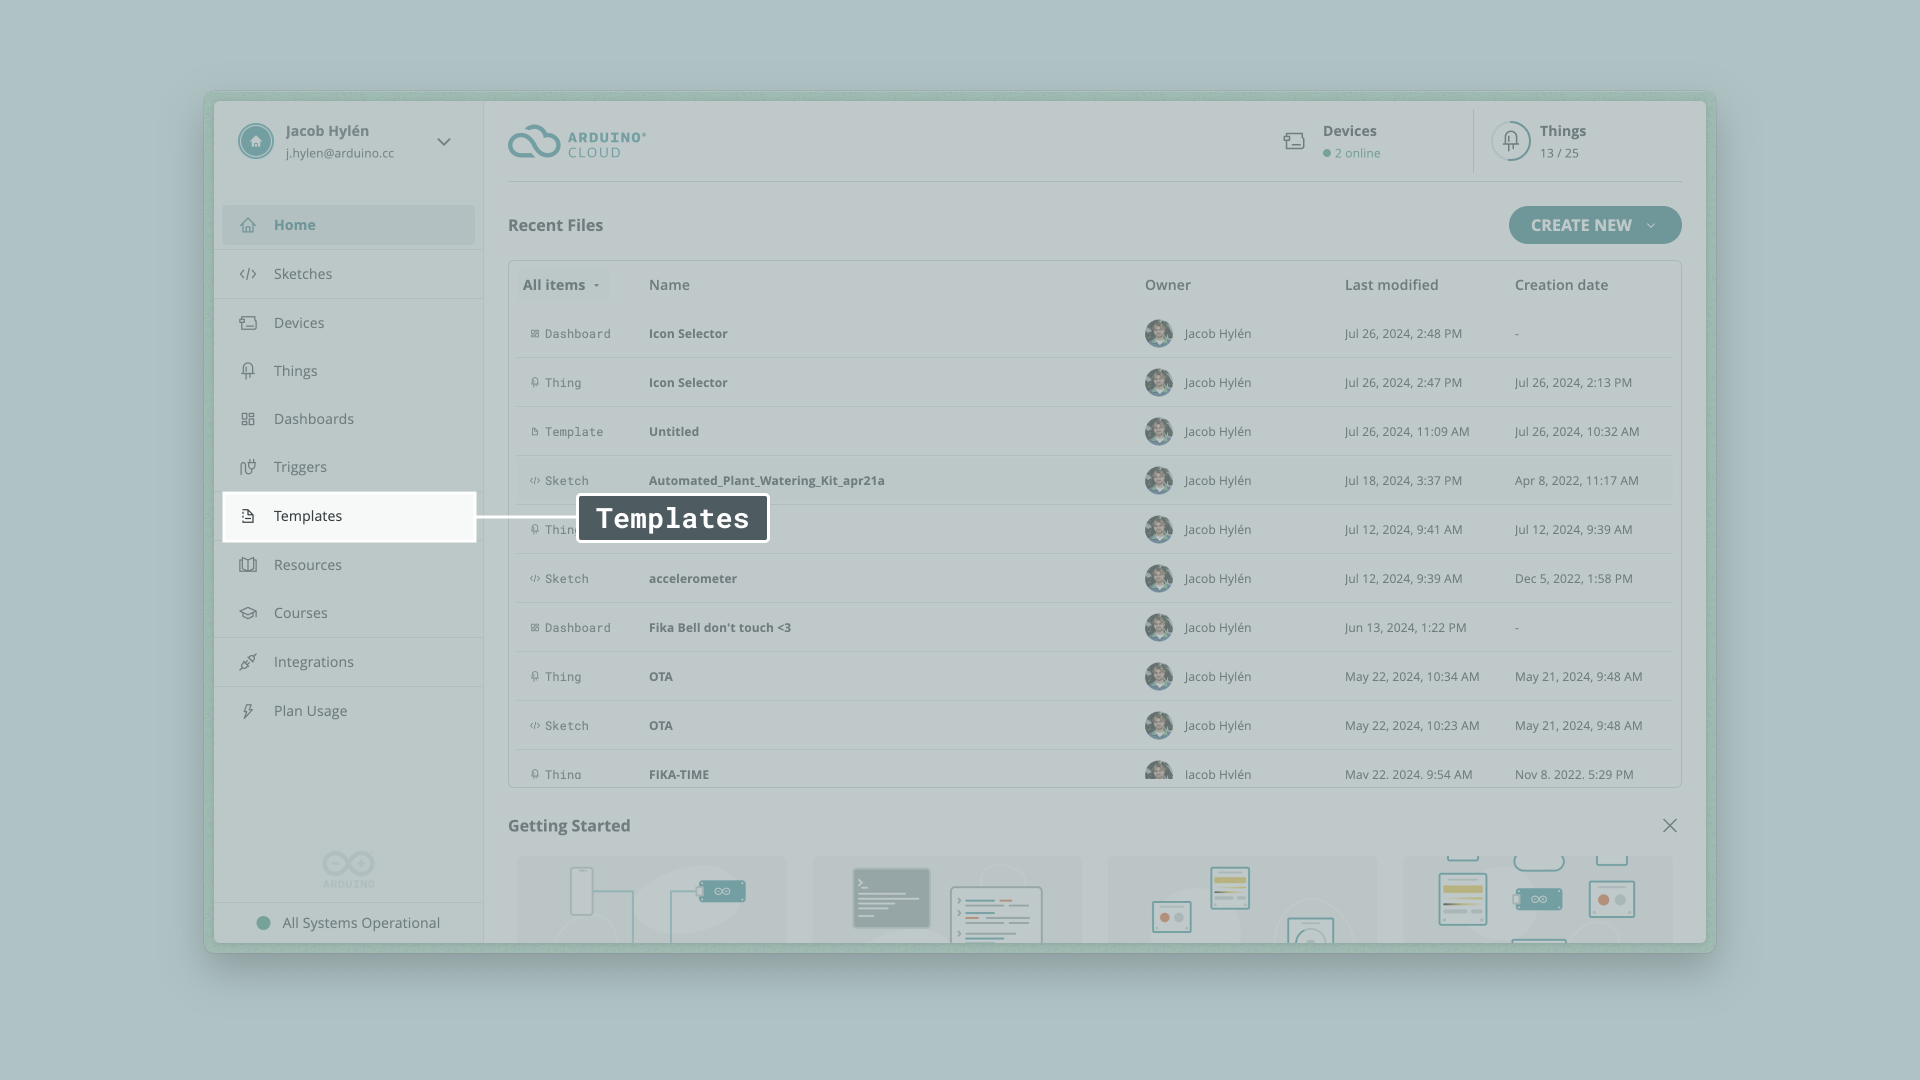 Jacob Hylén
j.hylen@arduino.cc
Home
Sketches
Devices
Things
Dashboards
Triggers
Templates
Resources
Courses
Integrations
Plan Usage
ARDUINO
All Systems Operational
ARDUINO
CLOUD
Devices
2 online
Things
13 / 25
Recent Files
CREATE NEW
All items Name Owner Last modified Creation date
Dashboard Icon Selector Jacob Hylén Jul 26, 2024, 2:48 PM -
Thing Icon Selector Jacob Hylén Jul 26, 2024, 2:47 PM Jul 26, 2024, 2:13 PM
Template Untitled Jacob Hylén Jul 26, 2024, 11:09 AM Jul 26, 2024, 10:32 AM
Sketch Automated_Plant_Watering_Kit_apr21a Jacob Hylén Jul 18, 2024, 3:37 PM Apr 8, 2022, 11:17 AM
Templates
Jacob Hylén Jul 12, 2024, 9:41 AM Jul 12, 2024, 9:39 AM
Sketch accelerometer Jacob Hylén Jul 12, 2024, 9:39 AM Dec 5, 2022, 1:58 PM
Dashboard Fika Bell don't touch <3 Jacob Hylén Jun 13, 2024, 1:22 PM -
Thing OTA Jacob Hylén May 22, 2024, 10:34 AM May 21, 2024, 9:48 AM
Sketch OTA Jacob Hylén May 22, 2024, 10:23 AM May 21, 2024, 9:48 AM
Thing FIKA-TIME Jacob Hylén May 22, 2024, 9:54 AM Nov 8, 2022, 5:29 PM
Getting Started